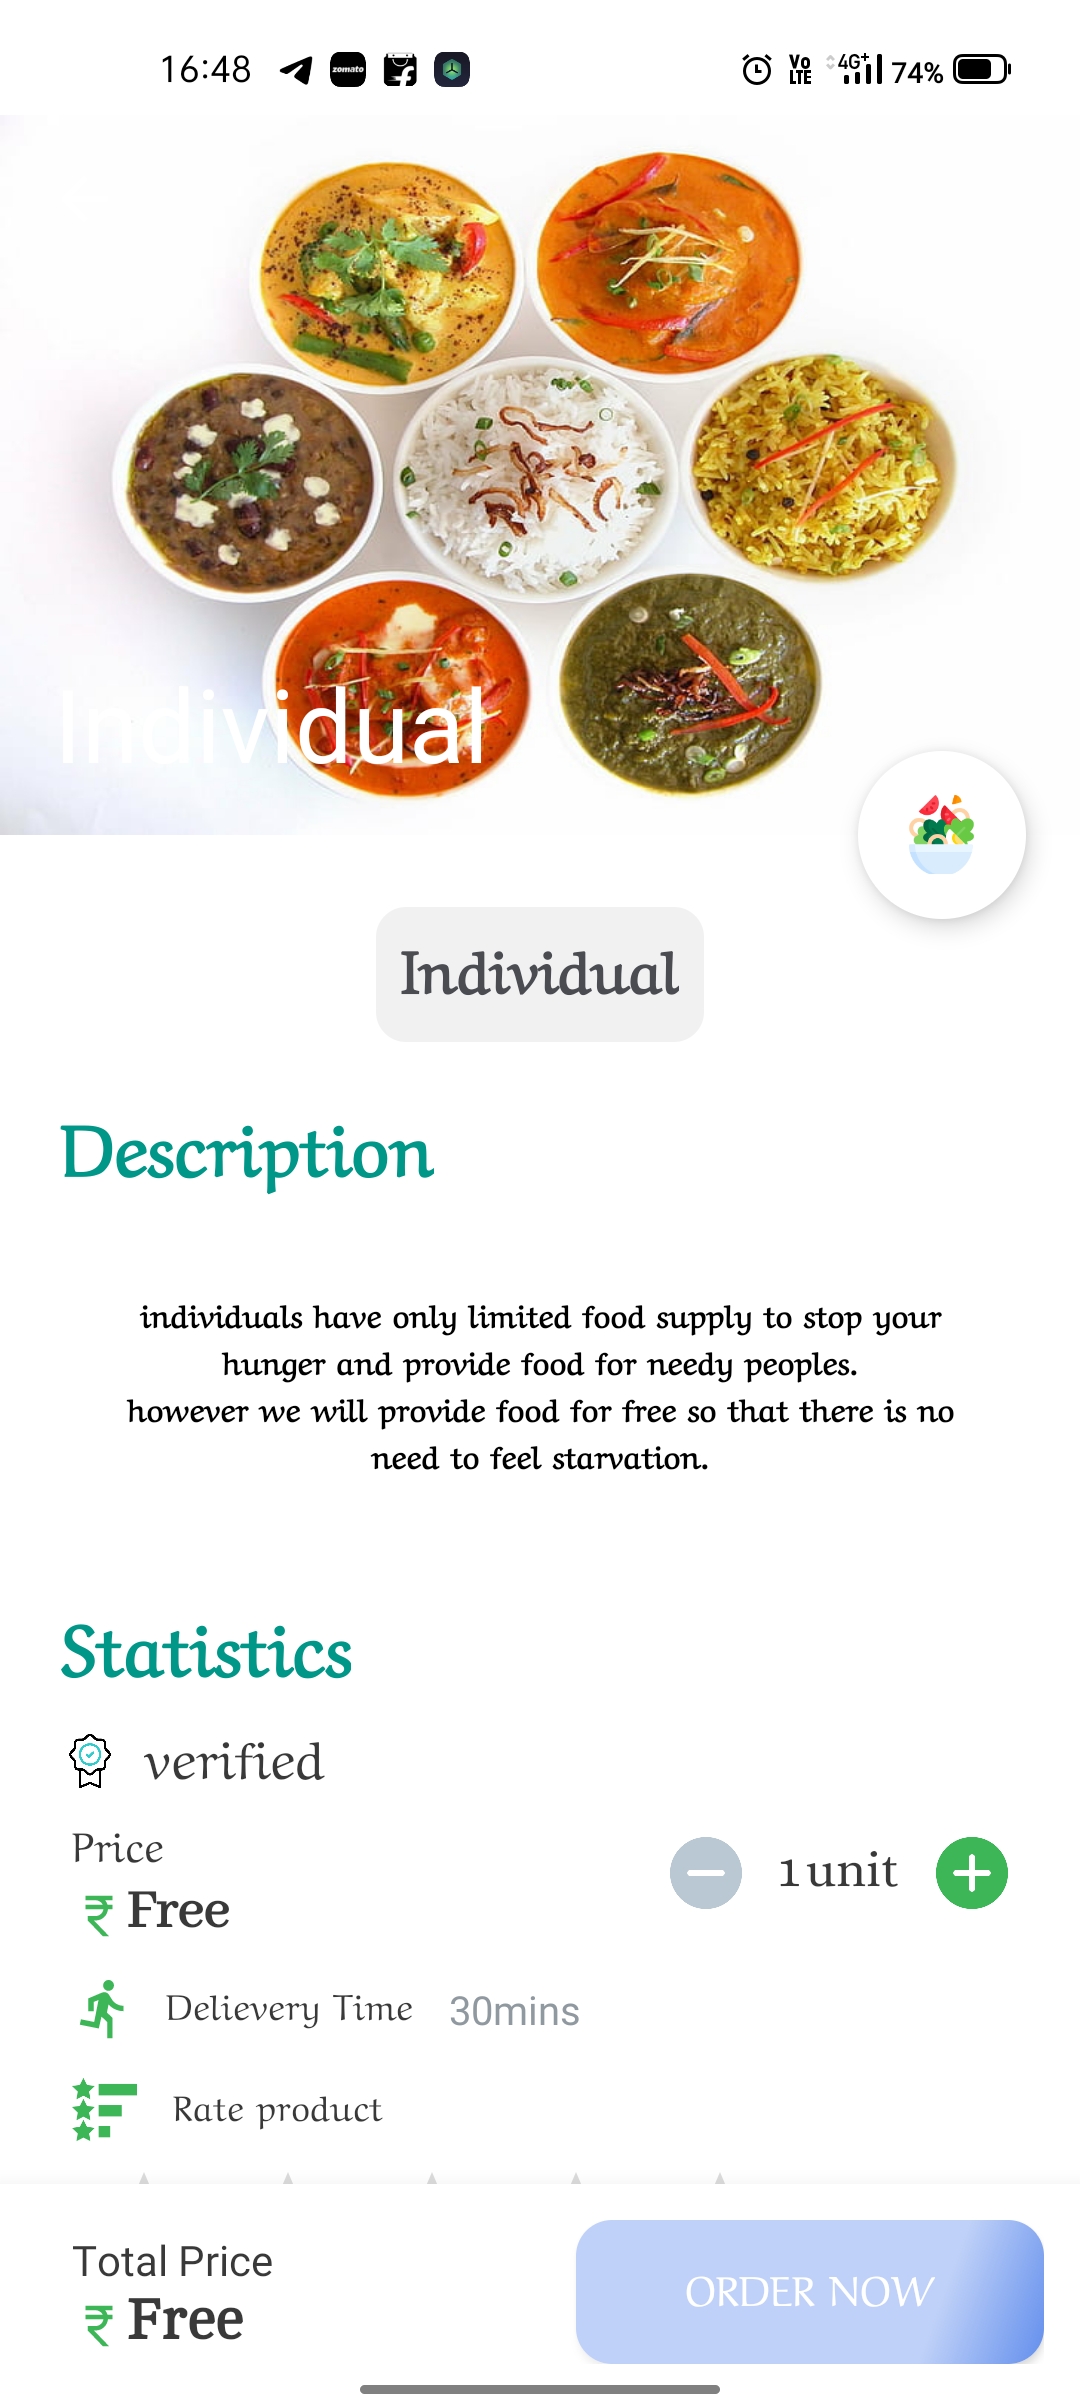 16:48
zomato
Vo
LTE
4G+
74%
Individual
Individual
Description
individuals have only limited food supply to stop your
hunger and provide food for needy peoples.
however we will provide food for free so that there is no
need to feel starvation.
Statistics
verified
Price
1 unit
₹ Free
Delievery Time 30mins
Rate product
Total Price
₹ Free
ORDER NOW